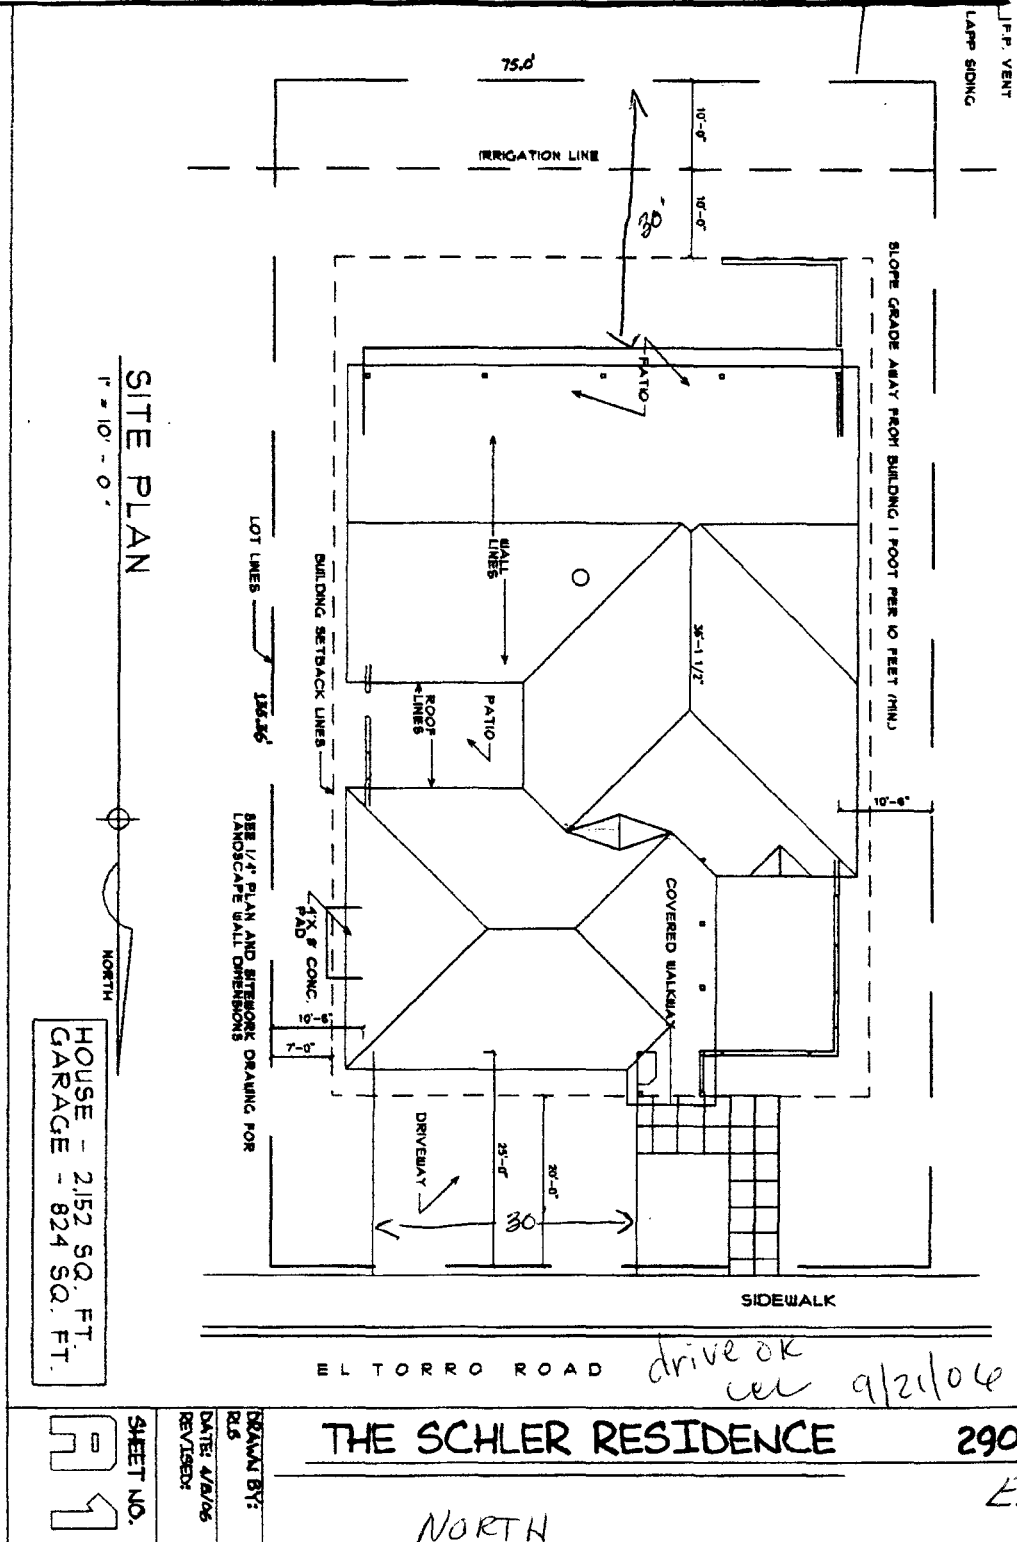 F.P. VENT
LAPP SIDING
75.0'
10'-0"
IRRIGATION LINE
10'-0"
30'
SLOPE GRADE AWAY FROM BUILDING 1 FOOT PER 10 FEET (MIN.)
PATIO
SITE PLAN
1" = 10' - 0"
LOT LINES
BUILDING SETBACK LINES
WALL
LINES
36'-1 1/2"
PATIO
ROOF
LINES
10'-6"
SEE 1/4" PLAN AND SITEWORK DRAWING FOR
LANDSCAPE WALL DIMENSIONS
COVERED WALKWAY
4' X 8' CONC.
PAD
NORTH
10'-6"
7'-0"
HOUSE - 2,152 SQ. FT.
GARAGE - 824 SQ. FT.
DRIVEWAY
25'-0"
20'-0"
30
SIDEWALK
EL TORRO ROAD
drive ok
9/21/06
THE SCHLER RESIDENCE
290
DRAWN BY:
RLS
REVISED:
SHEET NO.
A1
NORTH